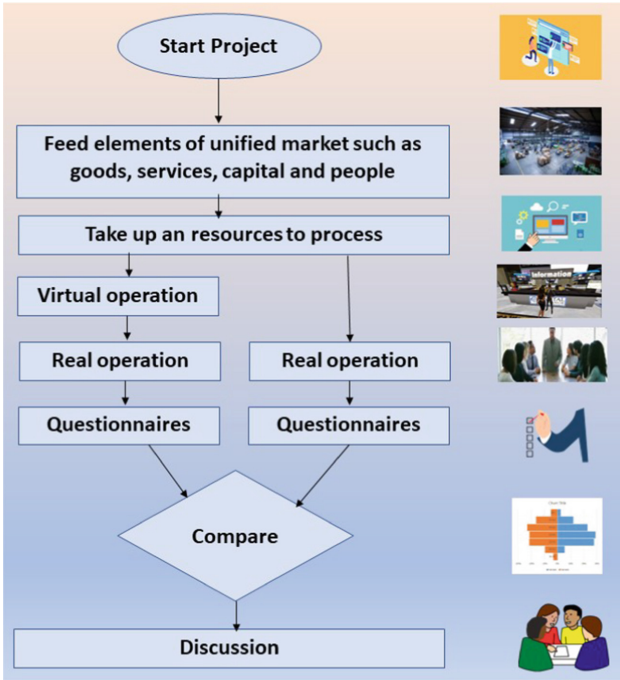 Start Project
Feed elements of unified market such as
goods, services, capital and people
Take up an resources to process
Information
Virtual operation
Real operation
Real operation
Questionnaires
Questionnaires
Compare
Discussion